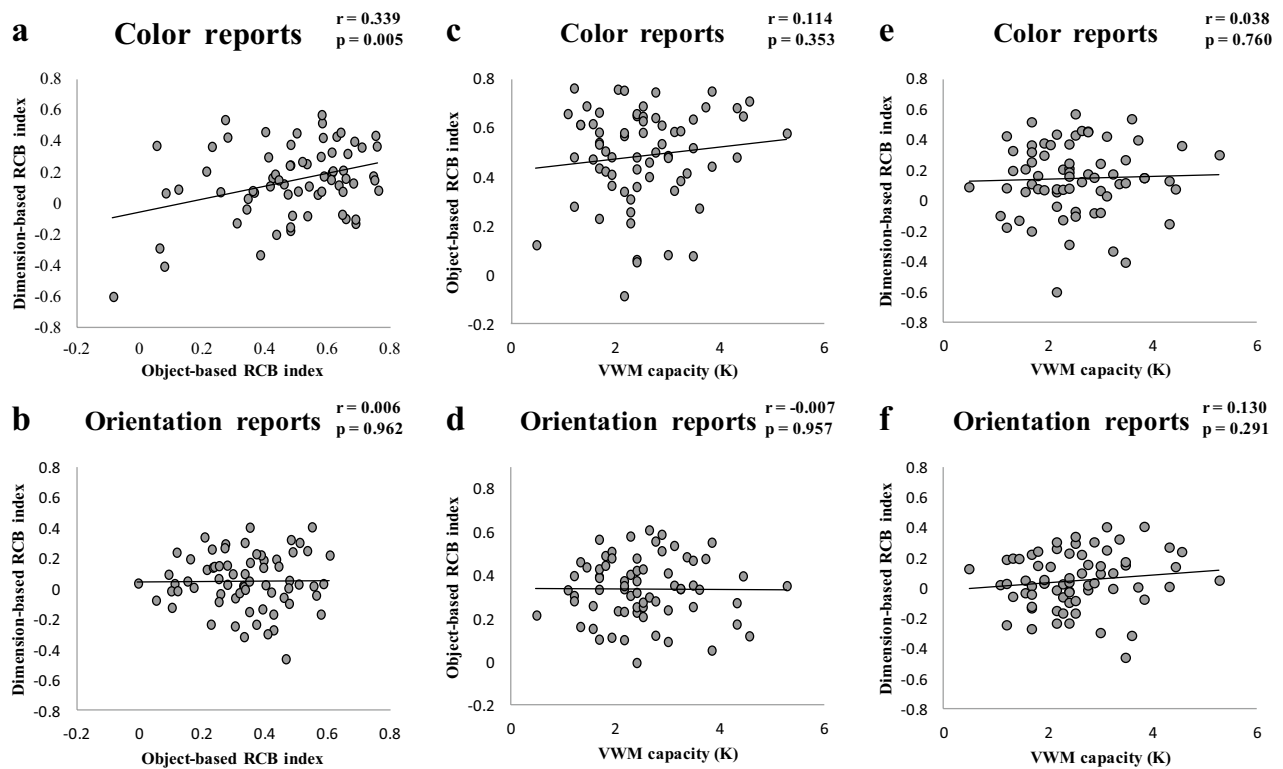 a Color reports r = 0.339
p = 0.005
Dimension-based RCB index
0.8
0.6
0.4
0.2
0
-0.2
-0.4
-0.6
-0.8
-0.2 0 0.2 0.4 0.6 0.8
Object-based RCB index
c Color reports r = 0.114
p = 0.353
Object-based RCB index
0.8
0.6
0.4
0.2
0
-0.2
0 2 4 6
VWM capacity (K)
e Color reports r = 0.038
p = 0.760
Dimension-based RCB index
0.8
0.6
0.4
0.2
0
-0.2
-0.4
-0.6
-0.8
0 2 4 6
VWM capacity (K)
b Orientation reports r = 0.006
p = 0.962
Dimension-based RCB index
0.8
0.6
0.4
0.2
0
-0.2
-0.4
-0.6
-0.8
-0.2 0 0.2 0.4 0.6 0.8
Object-based RCB index
d Orientation reports r = -0.007
p = 0.957
Object-based RCB index
0.8
0.6
0.4
0.2
0
-0.2
0 2 4 6
VWM capacity (K)
f Orientation reports r = 0.130
p = 0.291
Dimension-based RCB index
0.8
0.6
0.4
0.2
0
-0.2
-0.4
-0.6
-0.8
0 2 4 6
VWM capacity (K)